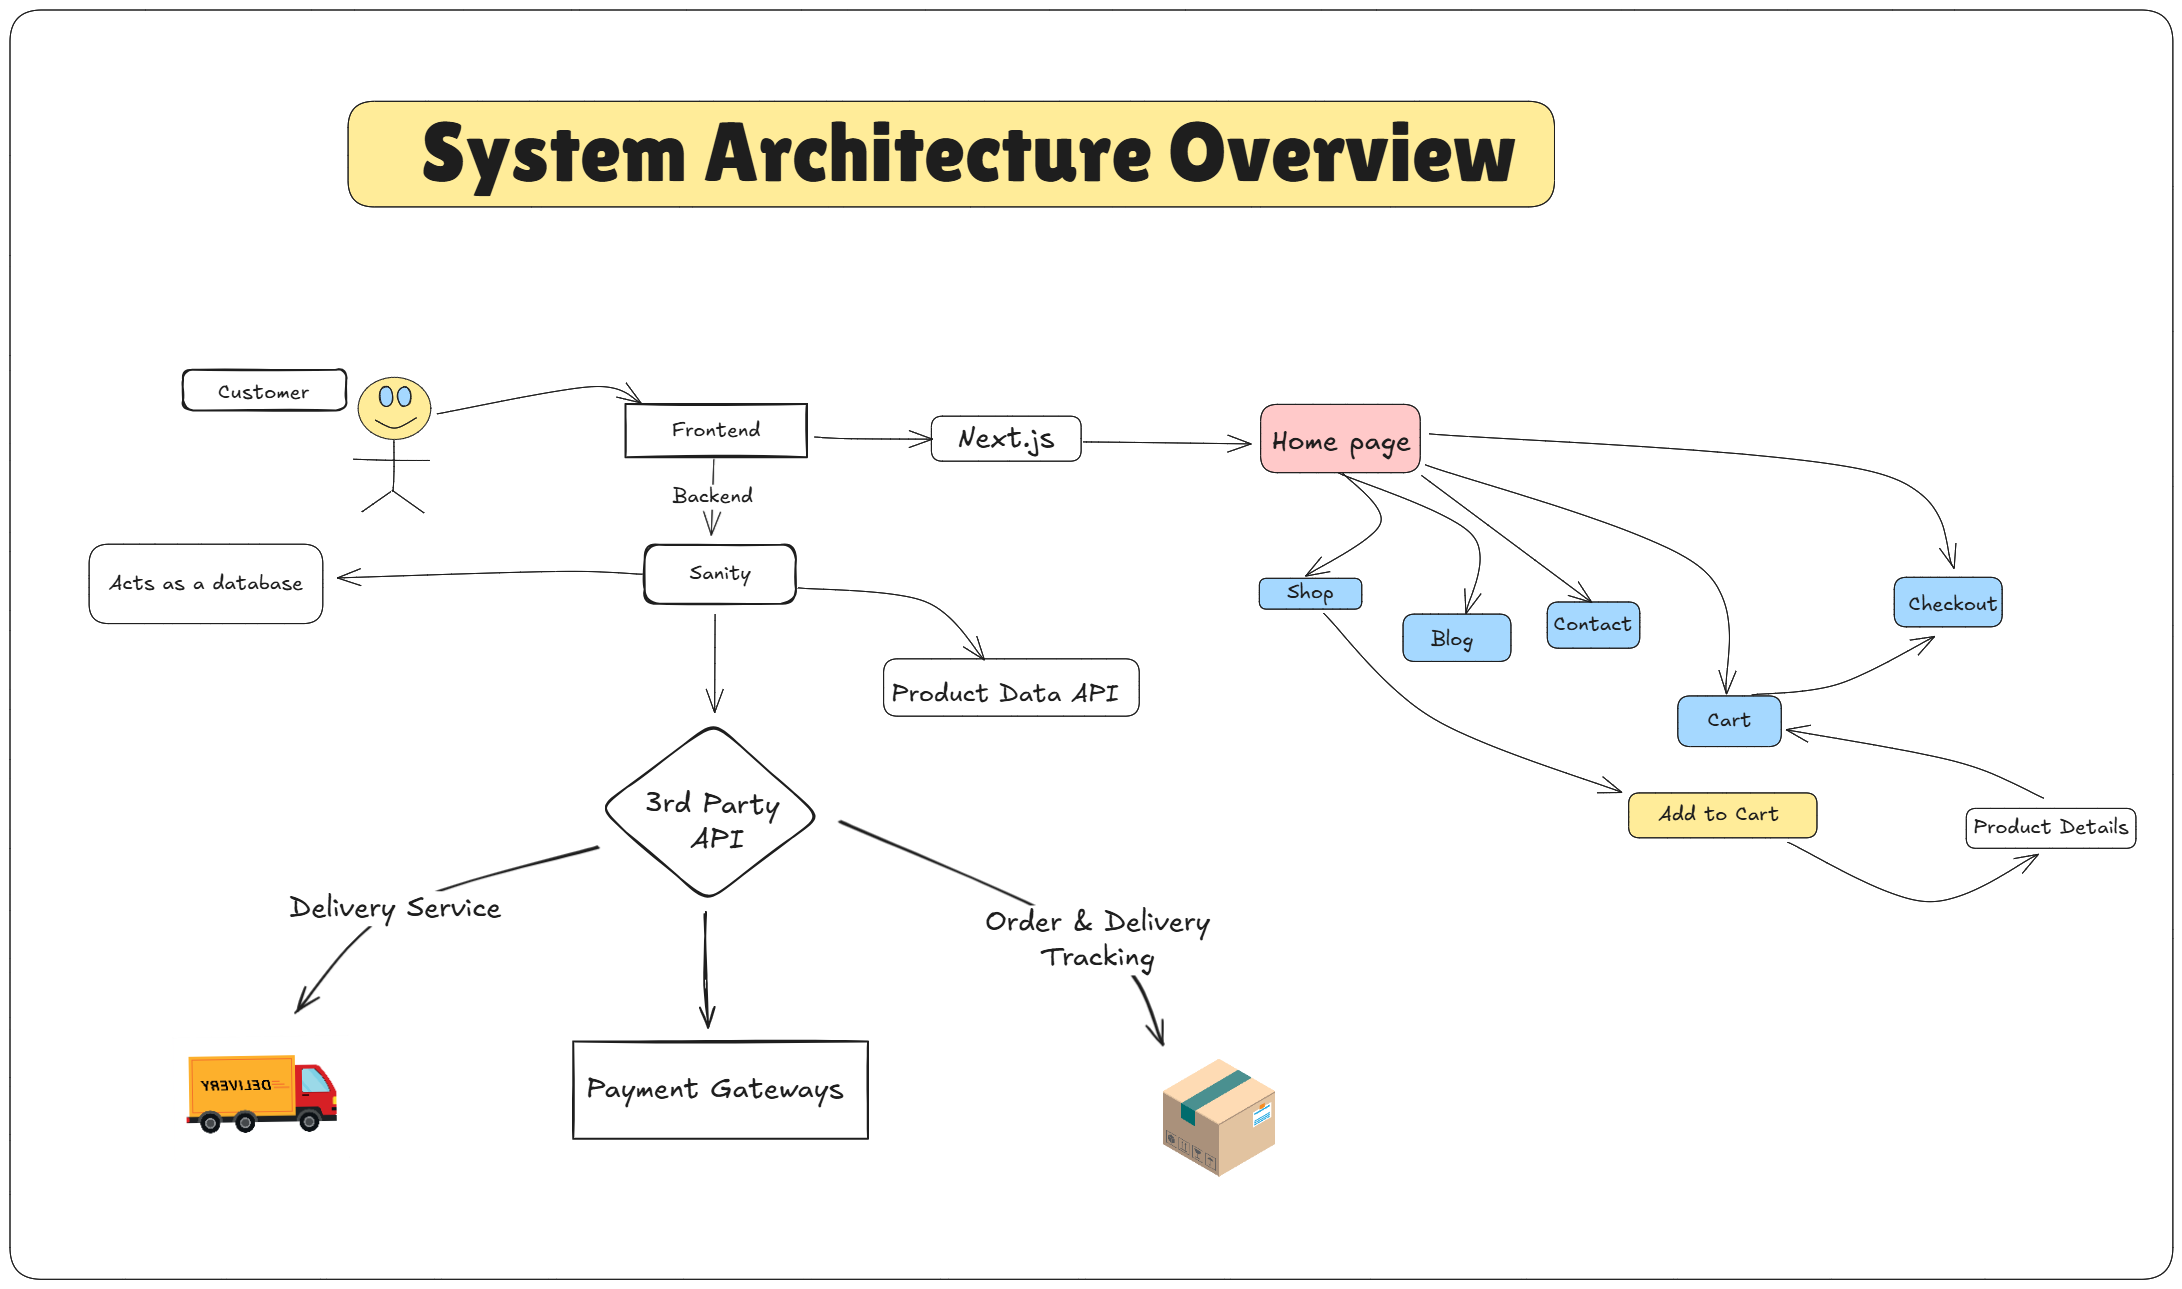 System Architecture Overview
Customer
Frontend
Next.js
Home page
Backend
Acts as a database
Sanity
Shop
Blog
Contact
Checkout
Product Data API
Cart
3rd Party
API
Add to Cart
Product Details
Delivery Service
Order & Delivery
Tracking
DELIVERY
Payment Gateways